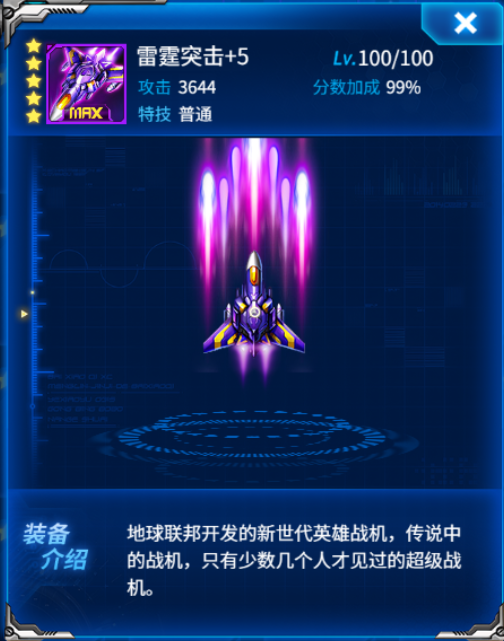 雷霆突击+5
Lv.100/100
攻击 3644
分数加成 99%
特技 普通
MAX
装备
介绍
地球联邦开发的新世代英雄战机，传说中
的战机，只有少数几个人才见过的超级战
机。